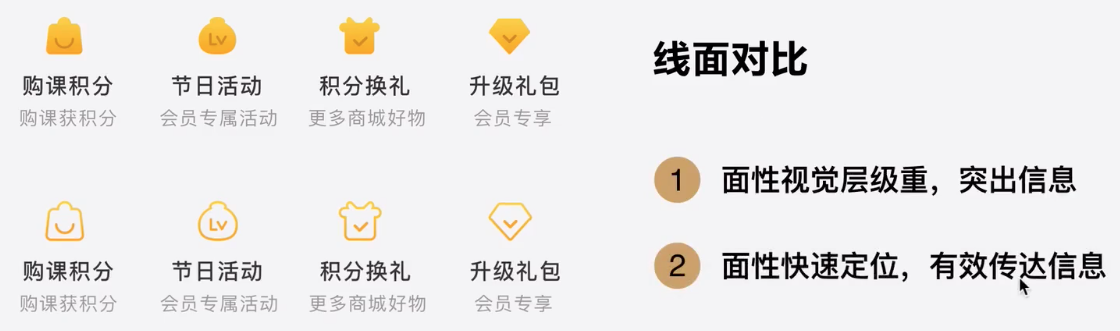 Lv
购课积分 节日活动 积分换礼 升级礼包
购课获积分 会员专属活动 更多商城好物 会员专享
Lv
购课积分 节日活动 积分换礼 升级礼包
购课获积分 会员专属活动 更多商城好物 会员专享
线面对比
1 面性视觉层级重，突出信息
2 面性快速定位，有效传达信息